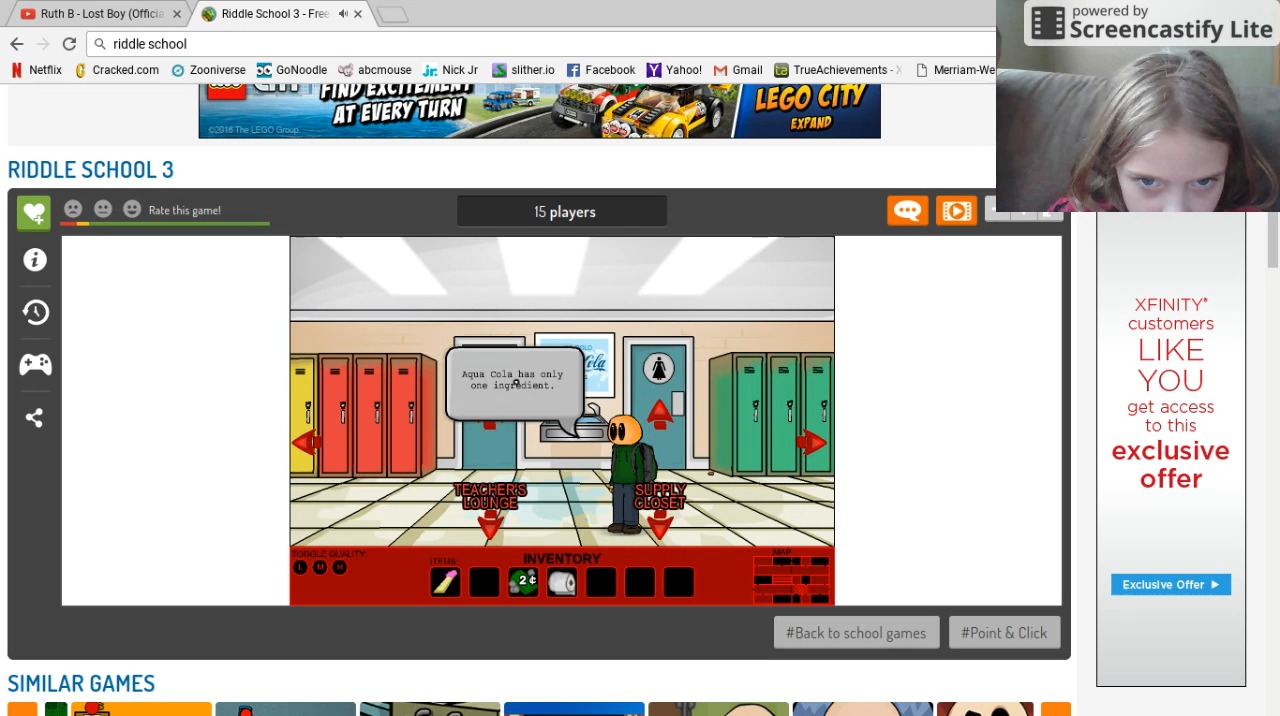 powered by
Screencastify Lite
Ruth B - Lost Boy (Officia
Riddle School 3 - Free
riddle school
Netflix
Cracked.com
Zooniverse
GoNoodle
abcmouse
Jr. Nick Jr
slither.io
Facebook
Yahoo!
Gmail
TrueAchievements - X
Merriam-We
FIND EXCITEMENT
AT EVERY TURN
LEGO CITY
EXPAND
©2016 The LEGO Group.
RIDDLE SCHOOL 3
Rate this game!
15 players
Aqua Cola has only
one ingredient.
TEACHER'S
LOUNGE
SUPPLY
CLOSET
TOGGLE QUALITY:
L M H
ITEMS:
INVENTORY
2¢
MAP:
#Back to school games
#Point & Click
SIMILAR GAMES
XFINITY®
customers
LIKE
YOU
get access
to this
exclusive
offer
Exclusive Offer